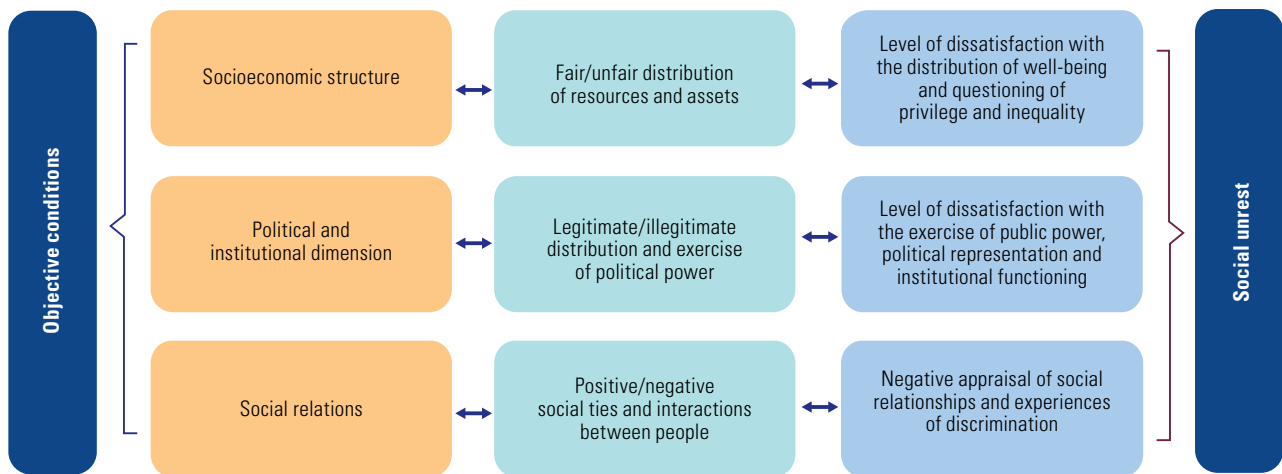 Objective conditions
Socioeconomic structure
Fair/unfair distribution
of resources and assets
Level of dissatisfaction with
the distribution of well-being
and questioning of
privilege and inequality
Political and
institutional dimension
Legitimate/illegitimate
distribution and exercise
of political power
Level of dissatisfaction with
the exercise of public power,
political representation and
institutional functioning
Social relations
Positive/negative
social ties and interactions
between people
Negative appraisal of social
relationships and experiences
of discrimination
Social unrest